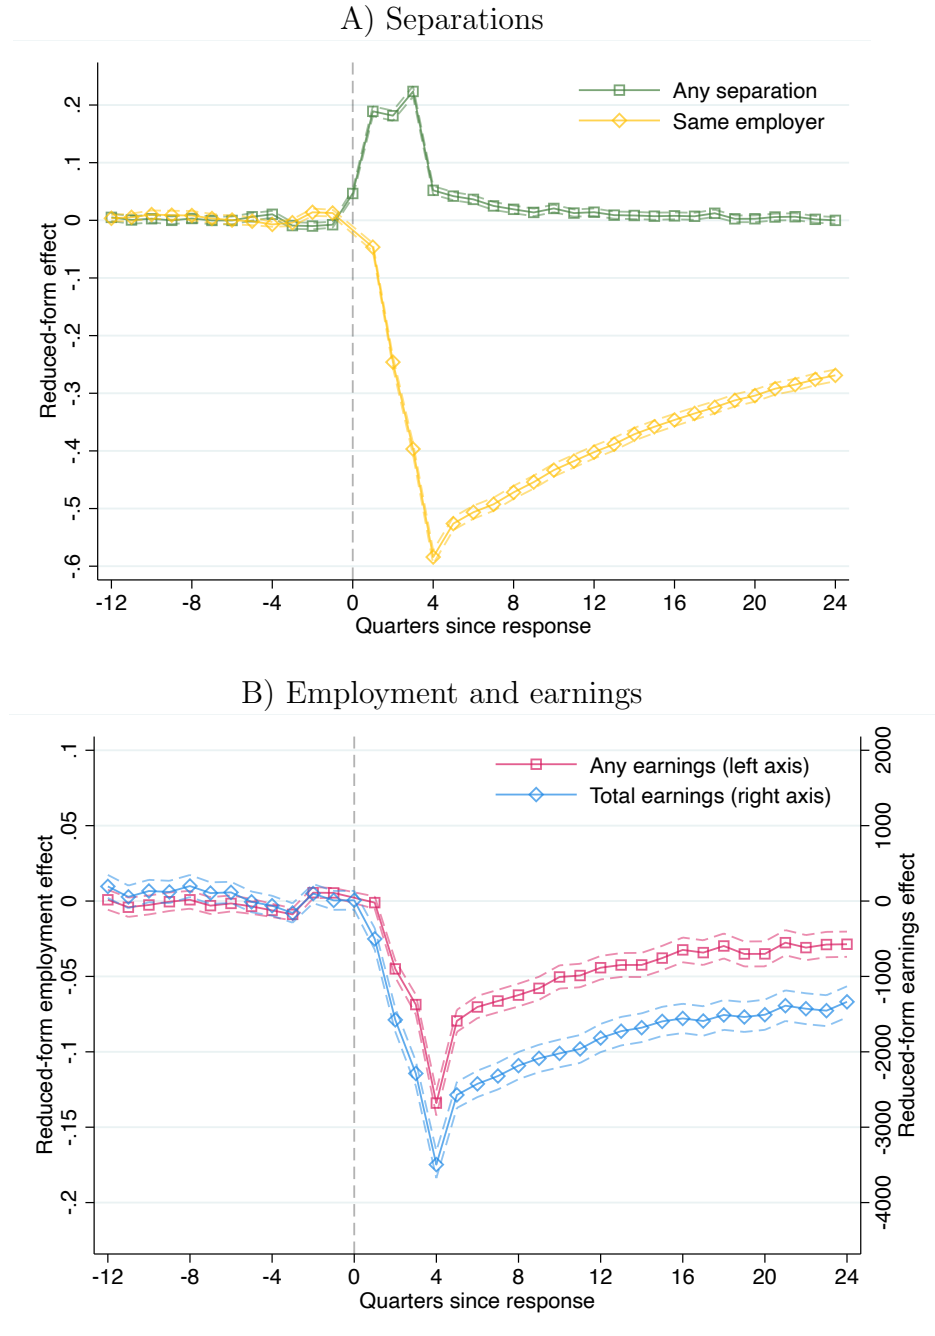 A) Separations
Any separation
Same employer
Reduced-form effect
.2
.1
0
-.1
-.2
-.3
-.4
-.5
-.6
-12 -8 -4 0 4 8 12 16 20 24
Quarters since response
B) Employment and earnings
Any earnings (left axis)
Total earnings (right axis)
Reduced-form employment effect
.1
.05
0
-.05
-.1
-.15
-.2
2000
1000
0
-1000
-2000
-3000
-4000
Reduced-form earnings effect
-12 -8 -4 0 4 8 12 16 20 24
Quarters since response